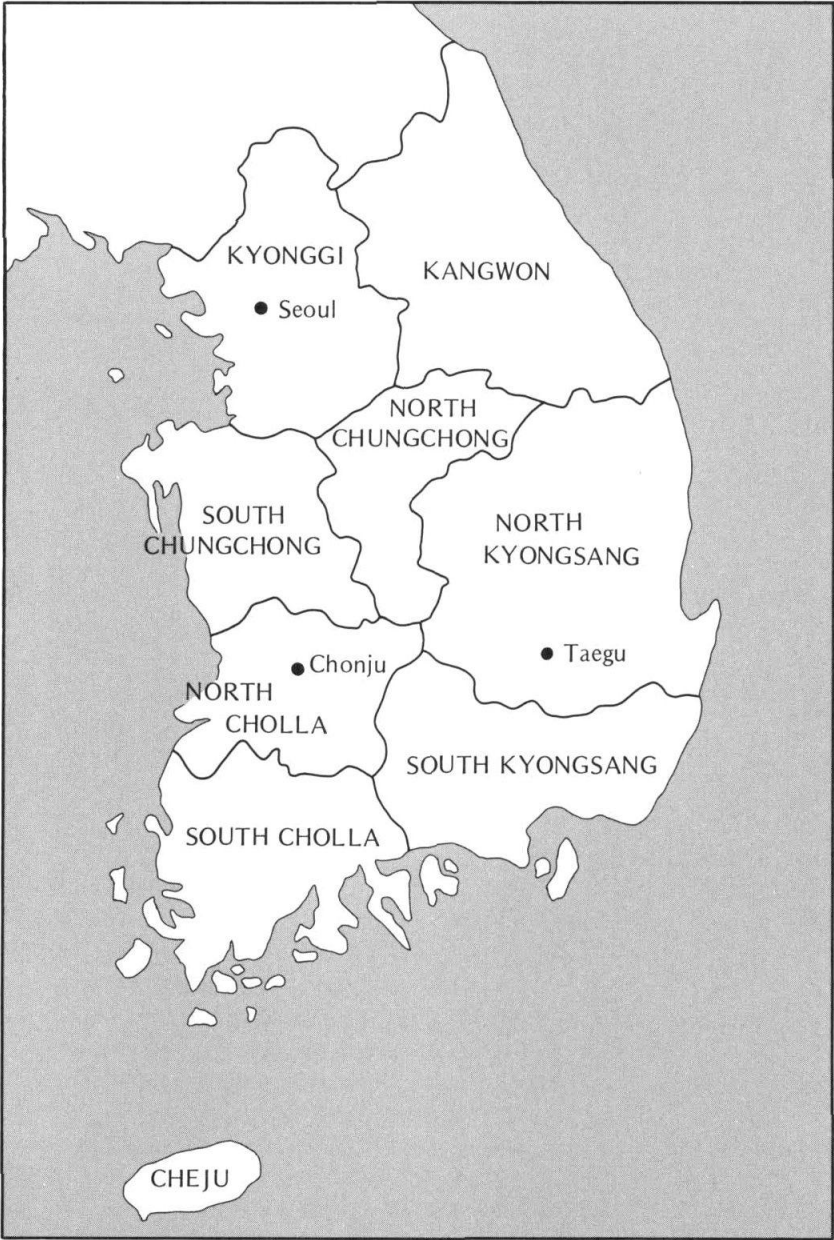 KYONGGI
KANGWON
Seoul
NORTH
CHUNGCHONG
SOUTH
CHUNGCHONG
NORTH
KYONGSANG
Chonju
Taegu
NORTH
CHOLLA
SOUTH KYONGSANG
SOUTH CHOLLA
CHEJU